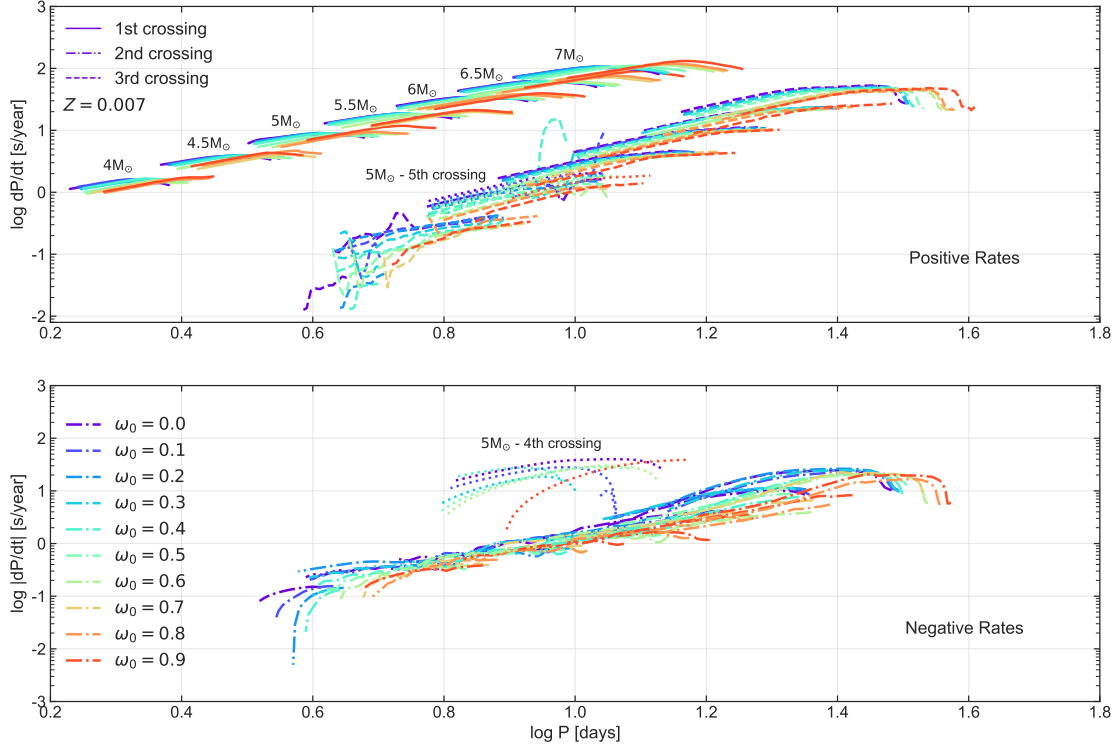 3
2
1
0
-1
-2
log dP/dt [s/year]
1st crossing
2nd crossing
3rd crossing
Z = 0.007
4M⊙
4.5M⊙
5M⊙
5.5M⊙
6M⊙
6.5M⊙
7M⊙
5M⊙ - 5th crossing
Positive Rates
0.2 0.4 0.6 0.8 1.0 1.2 1.4 1.6 1.8
3
2
1
0
-1
-2
-3
log |dP/dt| [s/year]
ω₀ = 0.0
ω₀ = 0.1
ω₀ = 0.2
ω₀ = 0.3
ω₀ = 0.4
ω₀ = 0.5
ω₀ = 0.6
ω₀ = 0.7
ω₀ = 0.8
ω₀ = 0.9
5M⊙ - 4th crossing
Negative Rates
0.2 0.4 0.6 0.8 1.0 1.2 1.4 1.6 1.8
log P [days]